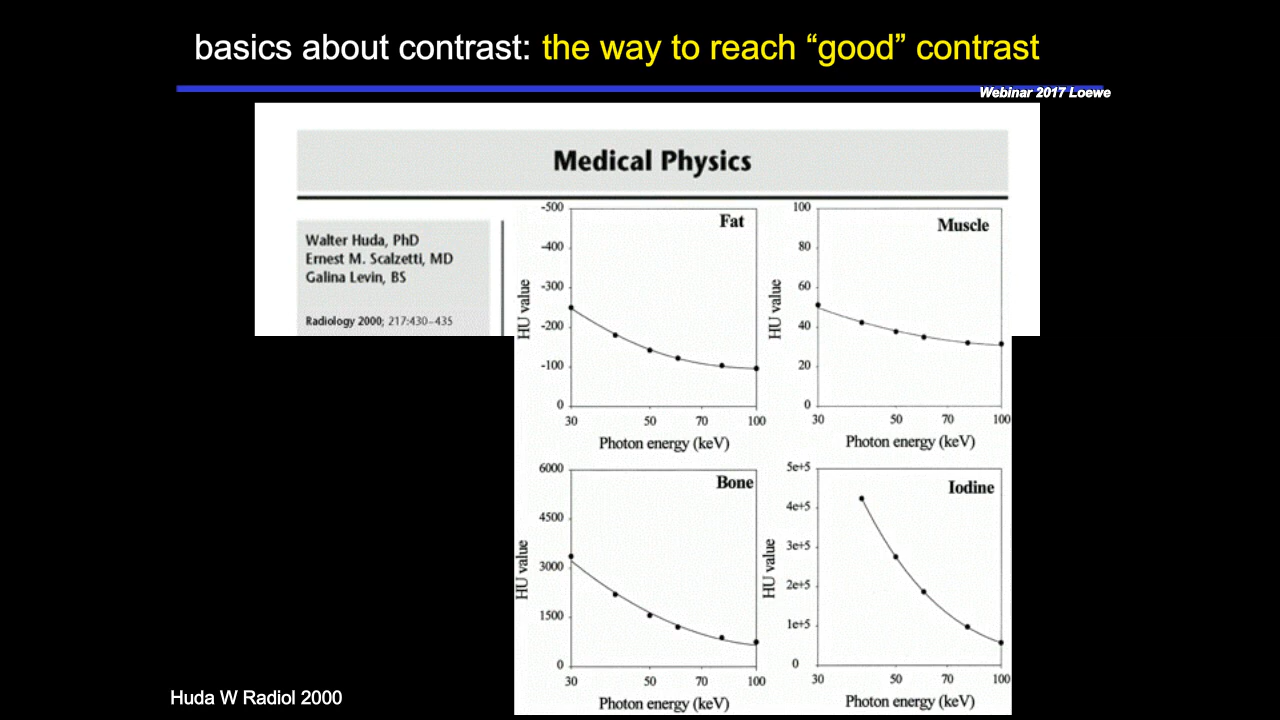 basics about contrast: the way to reach “good” contrast
Webinar 2017 Loewe
Medical Physics
Walter Huda, PhD
Ernest M. Scalzetti, MD
Galina Levin, BS
Radiology 2000; 217:430–435
Fat
HU value
-500
-400
-300
-200
-100
0
30 50 70 100
Photon energy (keV)
Muscle
HU value
100
80
60
40
20
0
30 50 70 100
Photon energy (keV)
Bone
HU value
6000
4500
3000
1500
0
30 50 70 100
Photon energy (keV)
Iodine
HU value
5e+5
4e+5
3e+5
2e+5
1e+5
0
30 50 70 100
Photon energy (keV)
Huda W Radiol 2000